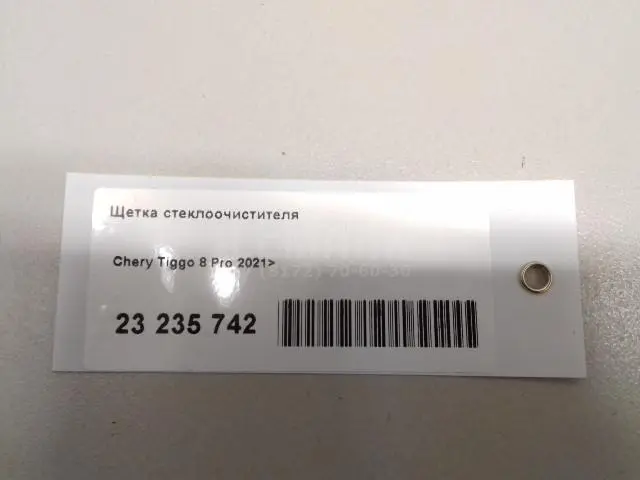 Щетка стеклоочистителя
Chery Tiggo 8 Pro 2021>
23 235 742